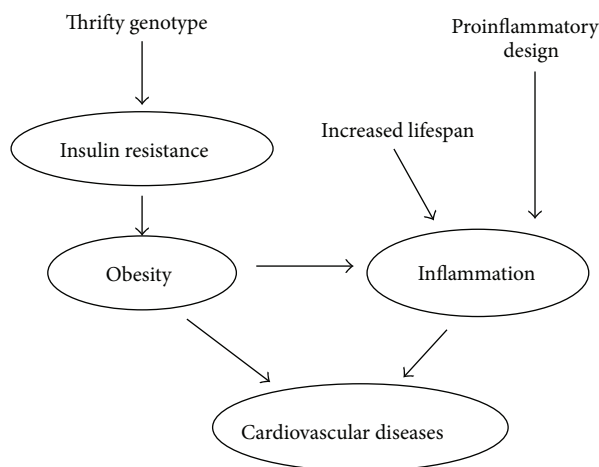 Thrifty genotype
Proinflammatory
design
Increased lifespan
Insulin resistance
Obesity
Inflammation
Cardiovascular diseases